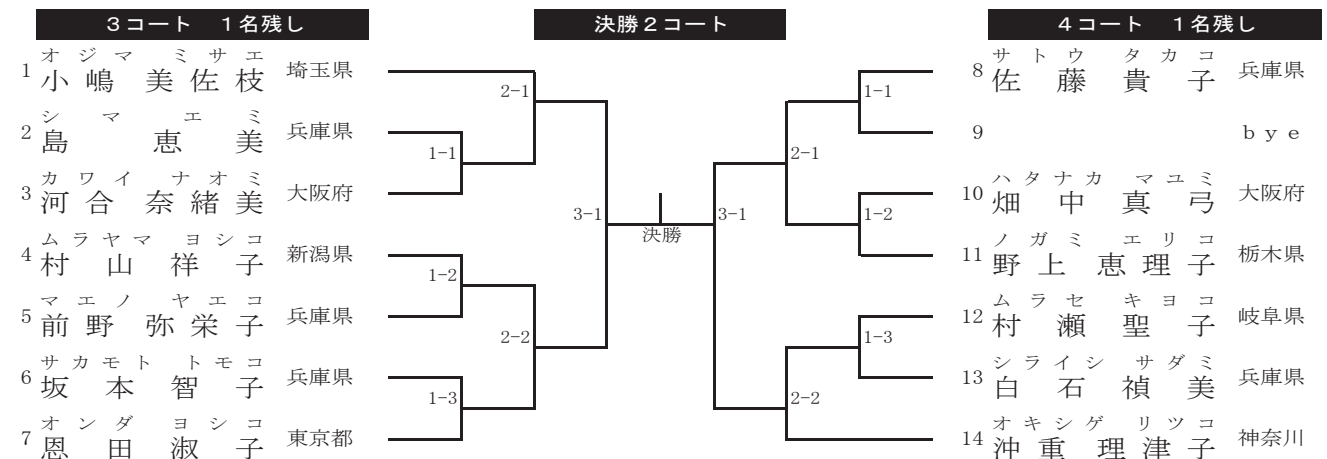 3コート 1名残し
決勝2コート
4コート 1名残し
オジマ ミサエ
1 小嶋 美佐枝 埼玉県
シマ エミ
2 島 恵美 兵庫県
カワイ ナオミ
3 河合 奈緒美 大阪府
ムラヤマ ヨシコ
4 村山 祥子 新潟県
マエノ ヤエコ
5 前野 弥栄子 兵庫県
サカモト トモコ
6 坂本 智子 兵庫県
オンダ ヨシコ
7 恩田 淑子 東京都
2-1
1-1
3-1
1-2
2-2
1-3
決勝
1-1
2-1
3-1
1-2
1-3
2-2
サトウ タカコ
8 佐藤 貴子 兵庫県
9 bye
ハタナカ マユミ
10 畑中 真弓 大阪府
ノガミ エリコ
11 野上 恵理子 栃木県
ムラセ キヨコ
12 村瀬 聖子 岐阜県
シライシ サダミ
13 白石 禎美 兵庫県
オキシゲ リツコ
14 沖重 理津子 神奈川